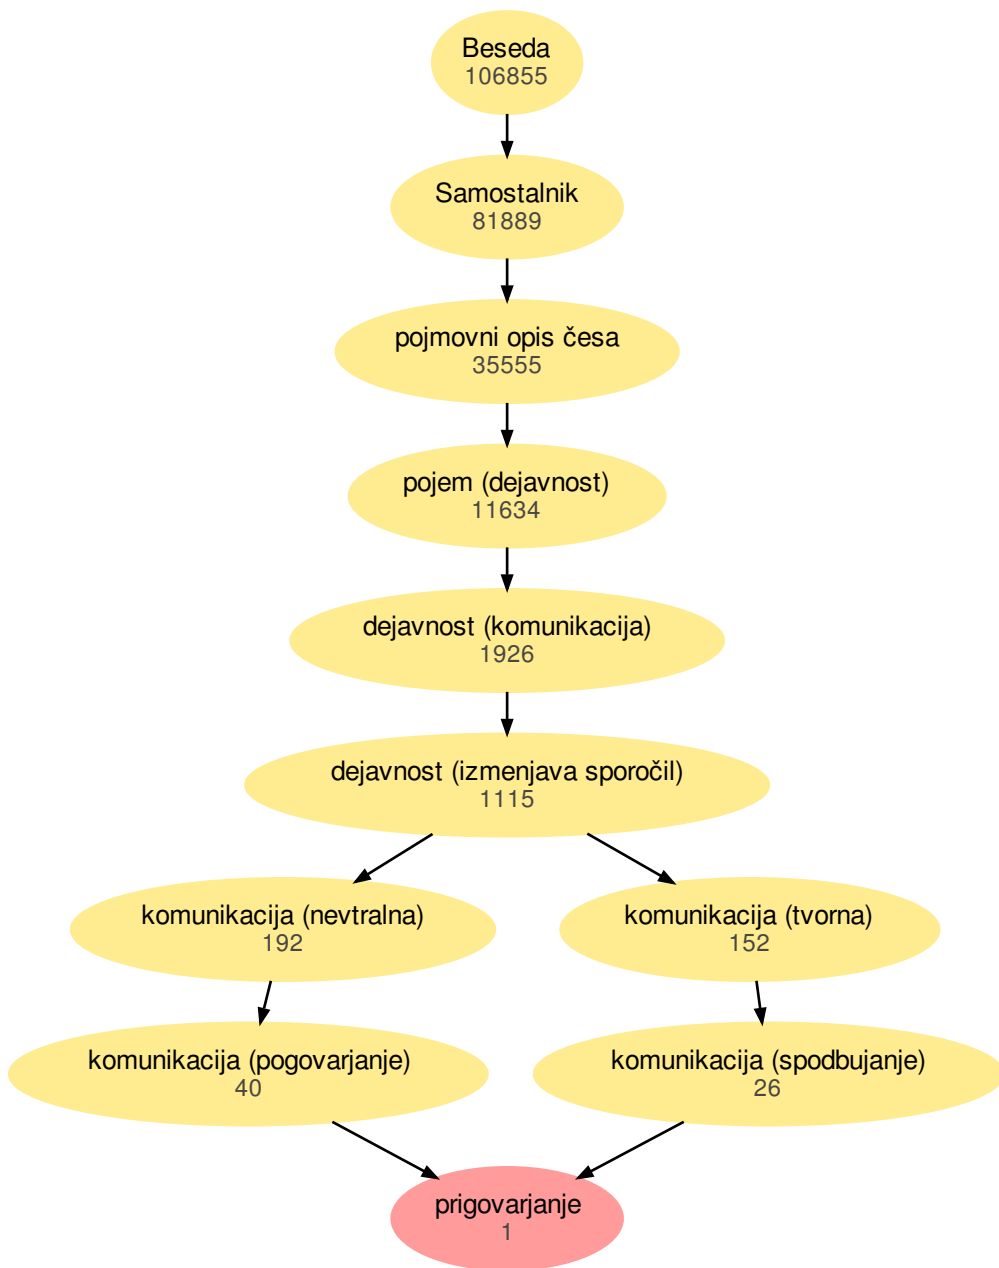 Beseda
106855
Samostalnik
81889
pojmovni opis česa
35555
pojem (dejavnost)
11634
dejavnost (komunikacija)
1926
dejavnost (izmenjava sporočil)
1115
komunikacija (nevtralna)
192
komunikacija (tvorna)
152
komunikacija (pogovarjanje)
40
komunikacija (spodbujanje)
26
prigovarjanje
1